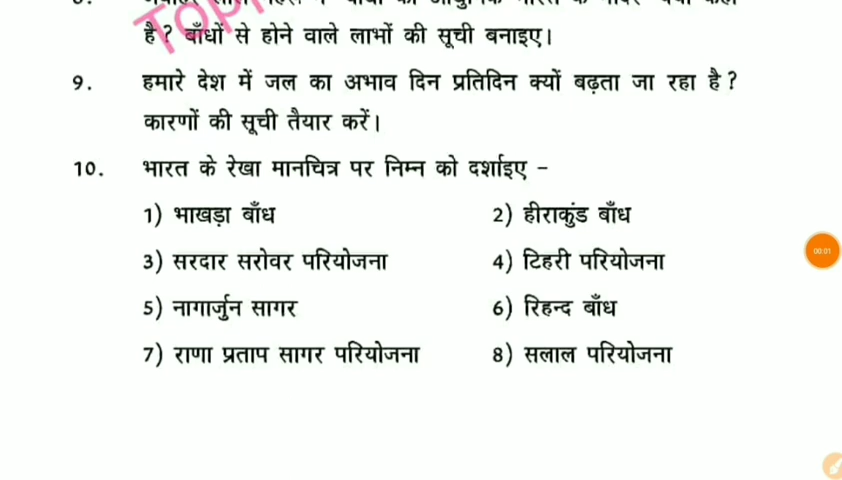 है? बाँधों से होने वाले लाभों की सूची बनाइए।
9. हमारे देश में जल का अभाव दिन प्रतिदिन क्यों बढ़ता जा रहा है?
कारणों की सूची तैयार करें।
10. भारत के रेखा मानचित्र पर निम्न को दर्शाइए –
1) भाखड़ा बाँध 2) हीराकुंड बाँध
3) सरदार सरोवर परियोजना 4) टिहरी परियोजना
5) नागार्जुन सागर 6) रिहन्द बाँध
7) राणा प्रताप सागर परियोजना 8) सलाल परियोजना
00:01